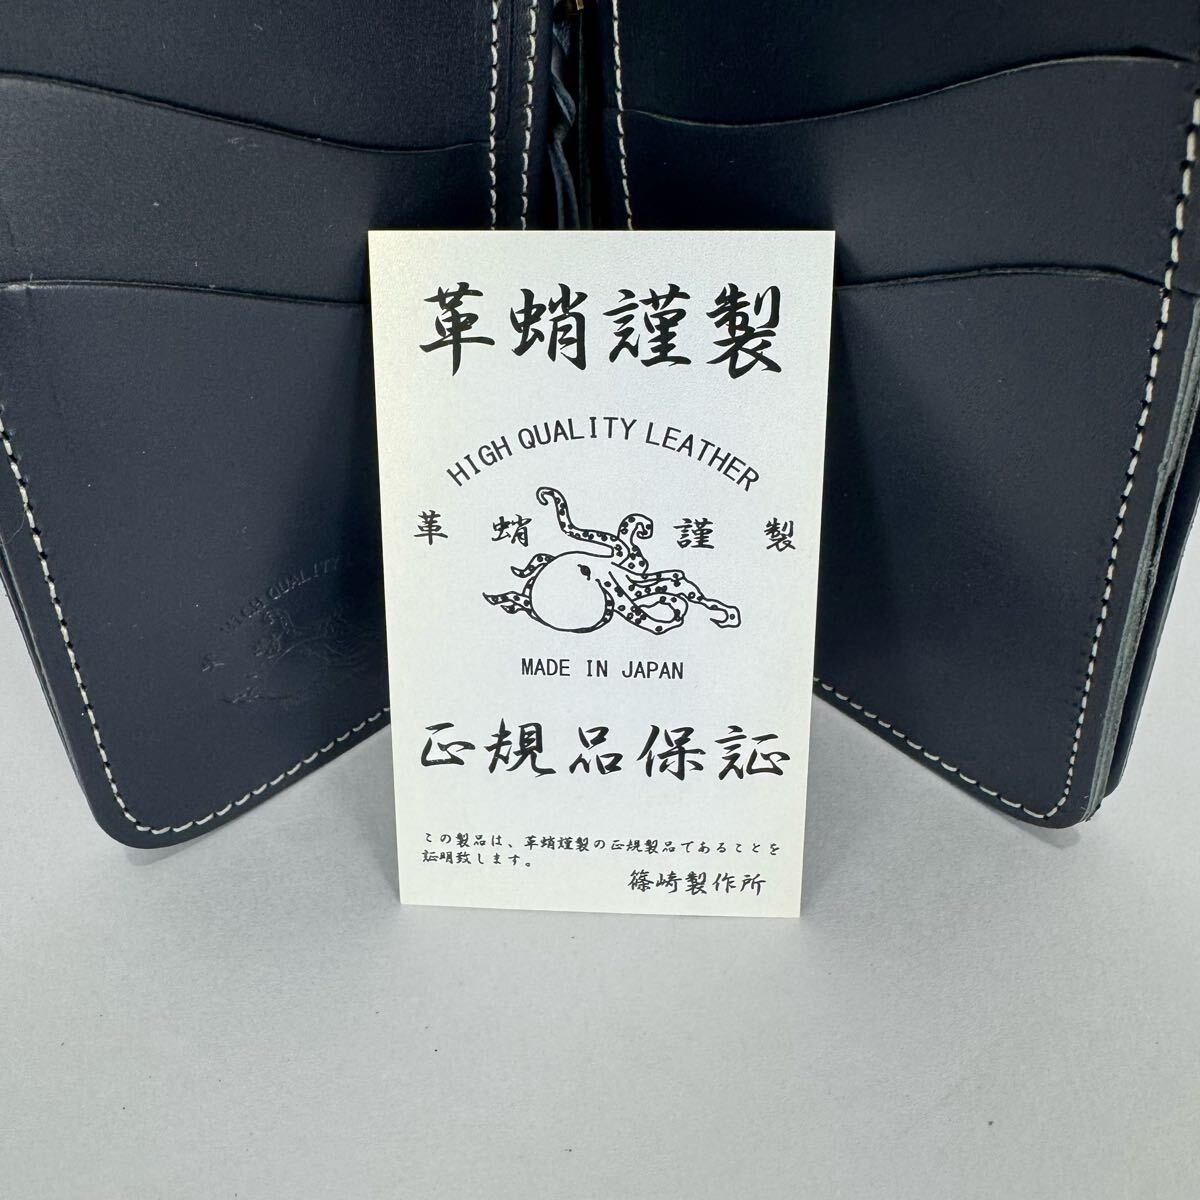 革蛸謹製
HIGH QUALITY LEATHER
革蛸謹製
MADE IN JAPAN
正規品保証
この製品は、革蛸謹製の正規製品であることを
証明致します。
篠崎製作所
HIGH QUALITY